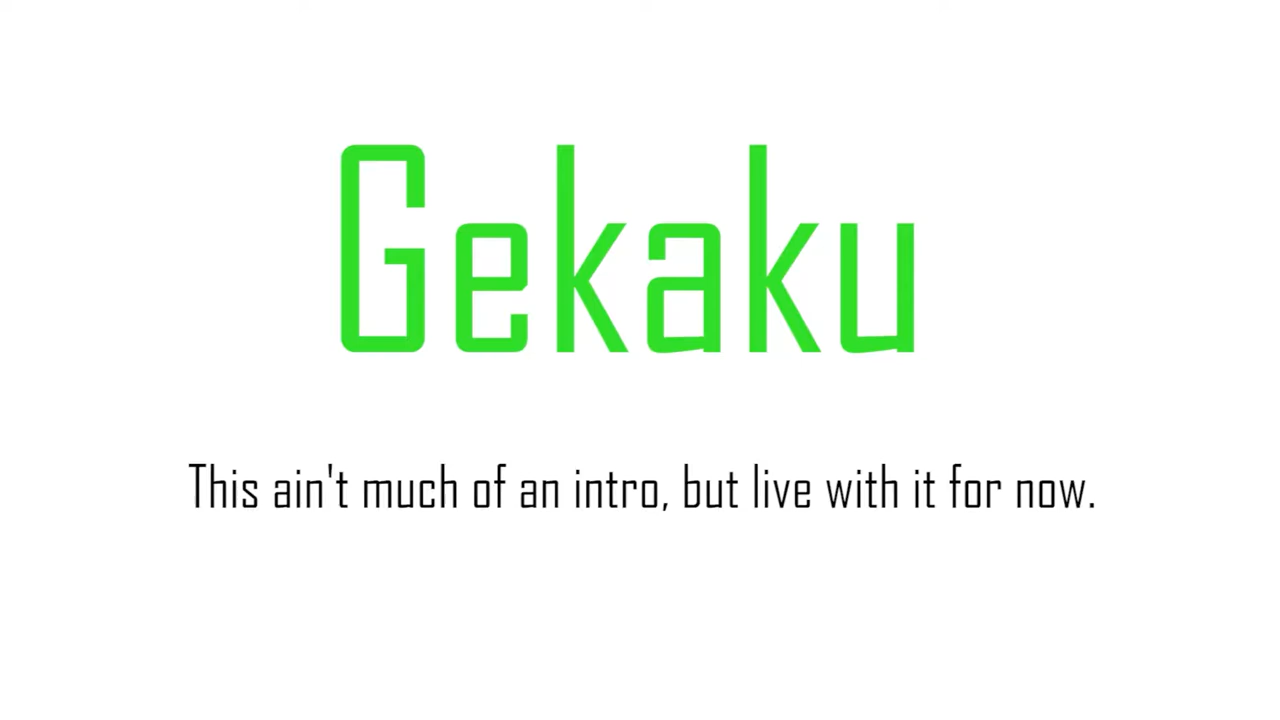 Gekaku
This ain't much of an intro, but live with it for now.